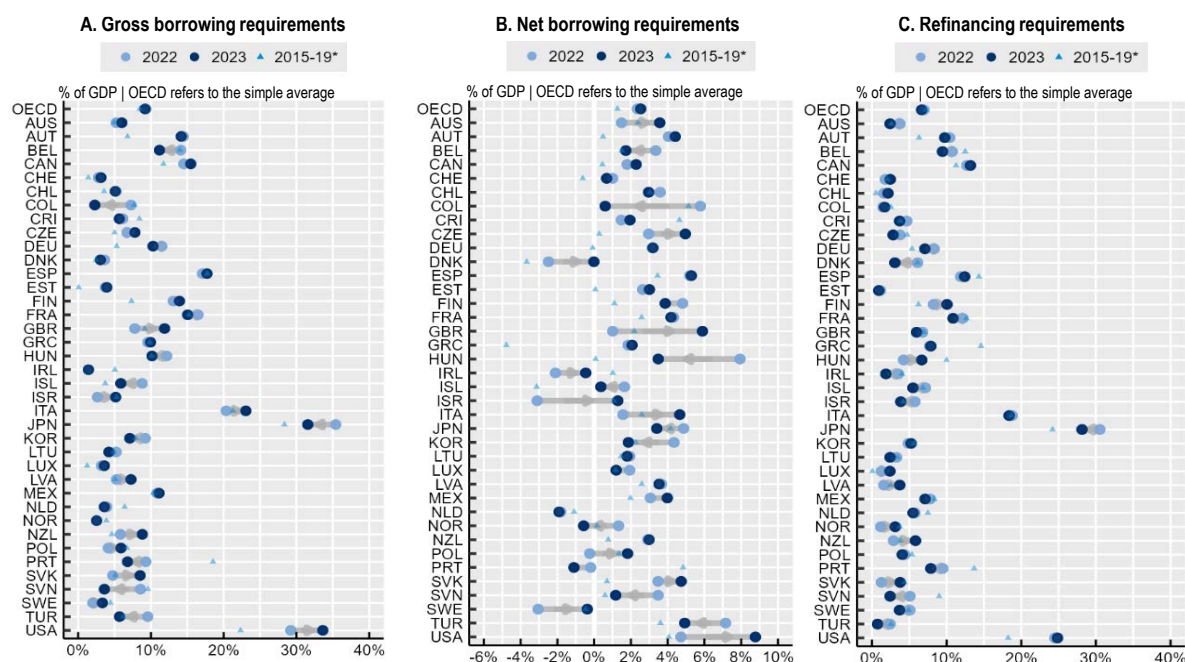 A. Gross borrowing requirements
2022 2023 2015-19*
% of GDP | OECD refers to the simple average
OECD
AUS
AUT
BEL
CAN
CHE
CHL
COL
CRI
CZE
DEU
DNK
ESP
EST
FIN
FRA
GBR
GRC
HUN
IRL
ISL
ISR
ITA
JPN
KOR
LTU
LUX
LVA
MEX
NLD
NOR
NZL
POL
PRT
SVK
SVN
SWE
TUR
USA
0% 10% 20% 30% 40%
B. Net borrowing requirements
2022 2023 2015-19*
% of GDP | OECD refers to the simple average
OECD
AUS
AUT
BEL
CAN
CHE
CHL
COL
CRI
CZE
DEU
DNK
ESP
EST
FIN
FRA
GBR
GRC
HUN
IRL
ISL
ISR
ITA
JPN
KOR
LTU
LUX
LVA
MEX
NLD
NOR
NZL
POL
PRT
SVK
SVN
SWE
TUR
USA
-6% -4% -2% 0% 2% 4% 6% 8% 10%
C. Refinancing requirements
2022 2023 2015-19*
% of GDP | OECD refers to the simple average
OECD
AUS
AUT
BEL
CAN
CHE
CHL
COL
CRI
CZE
DEU
DNK
ESP
EST
FIN
FRA
GBR
GRC
HUN
IRL
ISL
ISR
ITA
JPN
KOR
LTU
LUX
LVA
MEX
NLD
NOR
NZL
POL
PRT
SVK
SVN
SWE
TUR
USA
0% 10% 20% 30% 40%